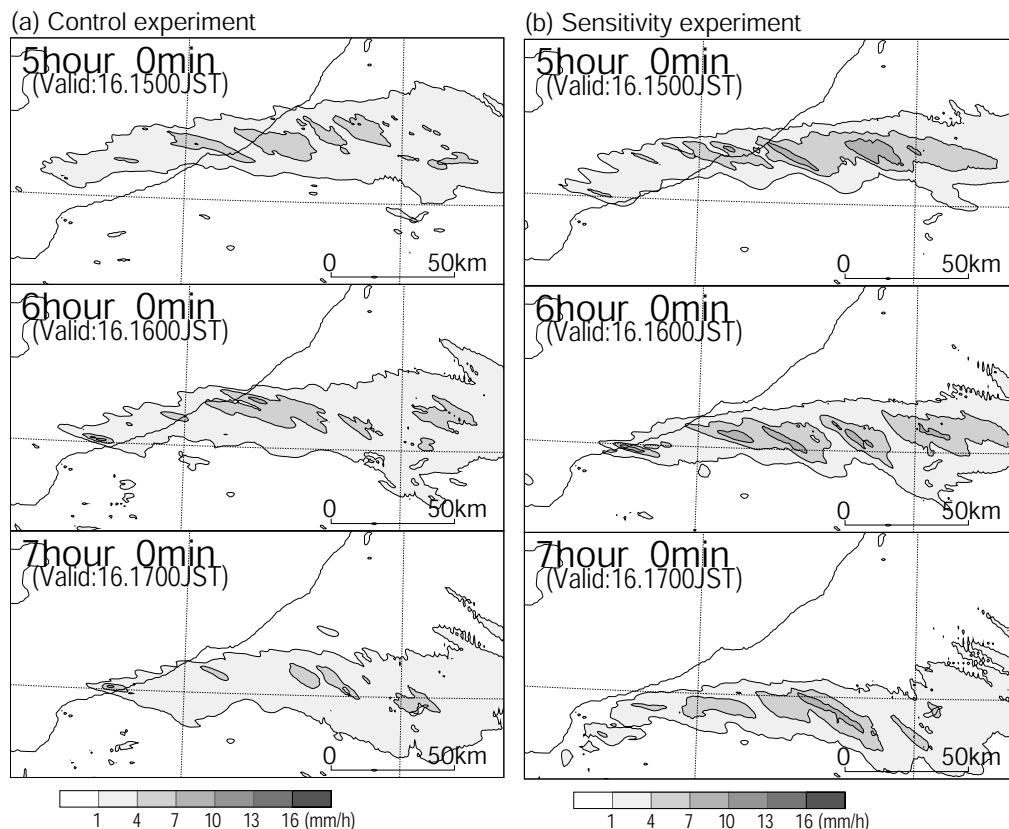 (a) Control experiment
5hour 0min
(Valid:16.1500JST)
0 50km
6hour 0min
(Valid:16.1600JST)
0 50km
7hour 0min
(Valid:16.1700JST)
0 50km
1 4 7 10 13 16 (mm/h)
(b) Sensitivity experiment
5hour 0min
(Valid:16.1500JST)
0 50km
6hour 0min
(Valid:16.1600JST)
0 50km
7hour 0min
(Valid:16.1700JST)
0 50km
1 4 7 10 13 16 (mm/h)